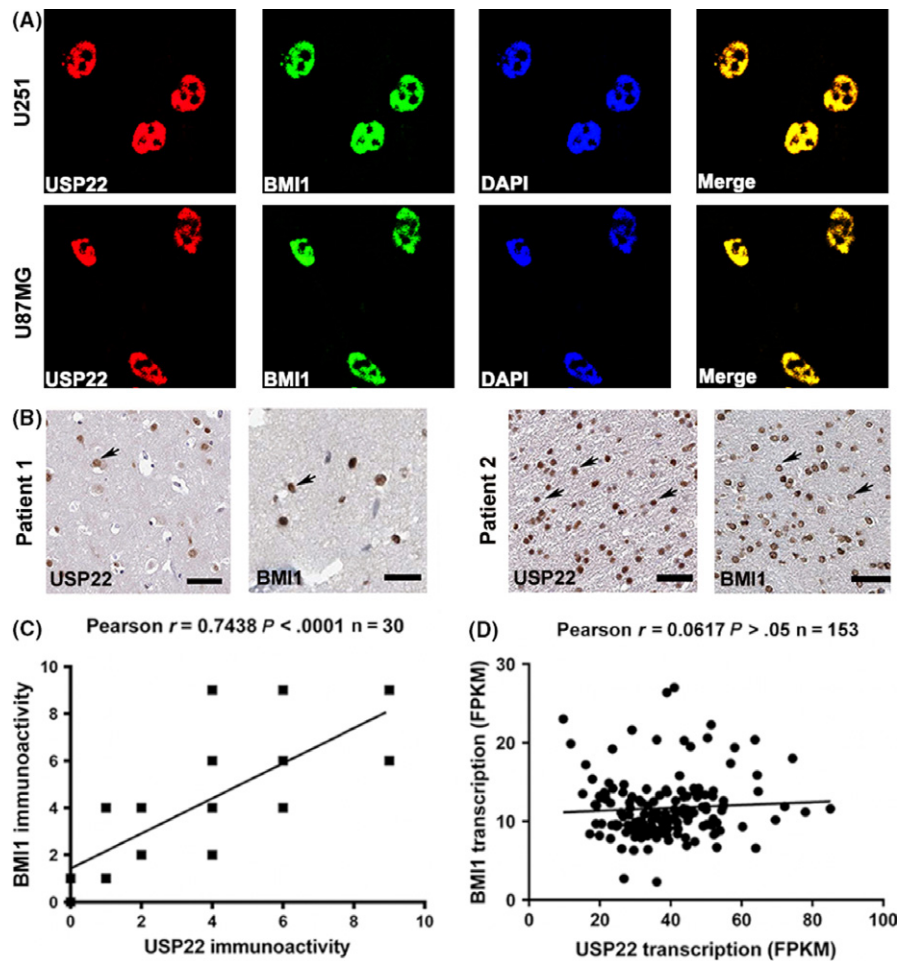 (A)
U251
USP22
BMI1
DAPI
Merge
U87MG
USP22
BMI1
DAPI
Merge
(B)
Patient 1
USP22
BMI1
Patient 2
USP22
BMI1
(C)
Pearson r = 0.7438 P < .0001 n = 30
BMI1 immunoactivity
10
8
6
4
2
0
0 2 4 6 8 10
USP22 immunoactivity
(D)
Pearson r = 0.0617 P > .05 n = 153
BMI1 transcription (FPKM)
30
20
10
0
0 20 40 60 80 100
USP22 transcription (FPKM)